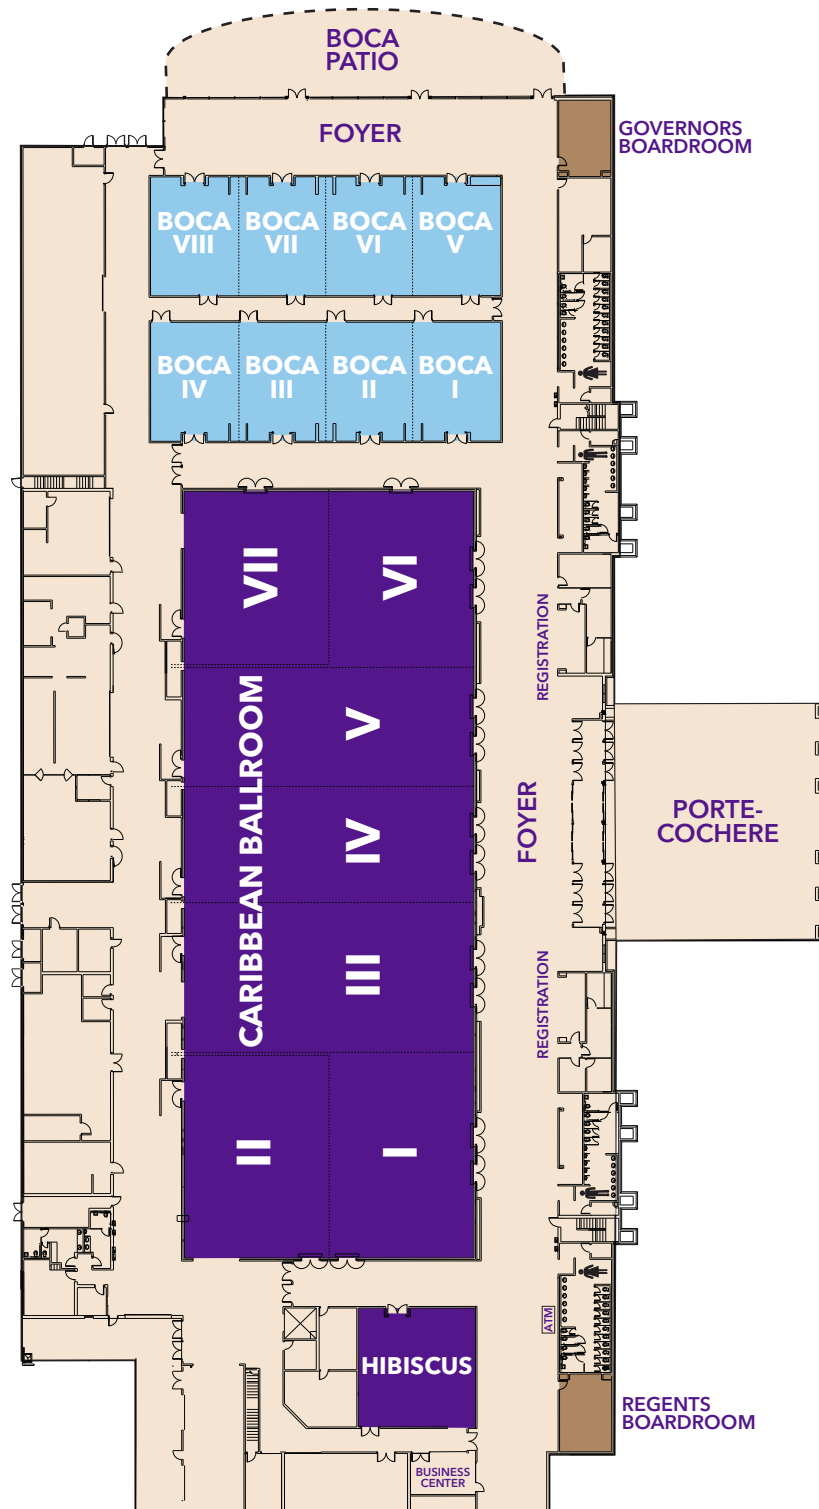 BOCA
PATIO
FOYER
GOVERNORS
BOARDROOM
BOCA
VIII
BOCA
VII
BOCA
VI
BOCA
V
BOCA
IV
BOCA
III
BOCA
II
BOCA
I
VII
VI
REGISTRATION
CARIBBEAN BALLROOM
V
FOYER
PORTE-
COCHERE
IV
III
REGISTRATION
II
I
ATM
HIBISCUS
REGENTS
BOARDROOM
BUSINESS
CENTER